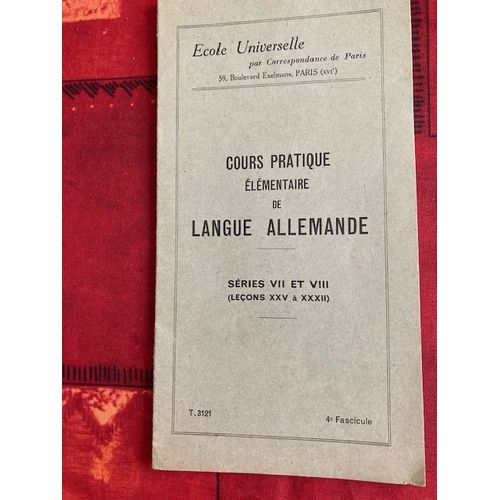 Ecole Universelle
par Correspondance de Paris
59, Boulevard Exelmans, PARIS (XVIᵉ)
COURS PRATIQUE
ÉLÉMENTAIRE
DE
LANGUE ALLEMANDE
SÉRIES VII ET VIII
(LEÇONS XXV à XXXII)
T. 3121
4ᵉ Fascicule